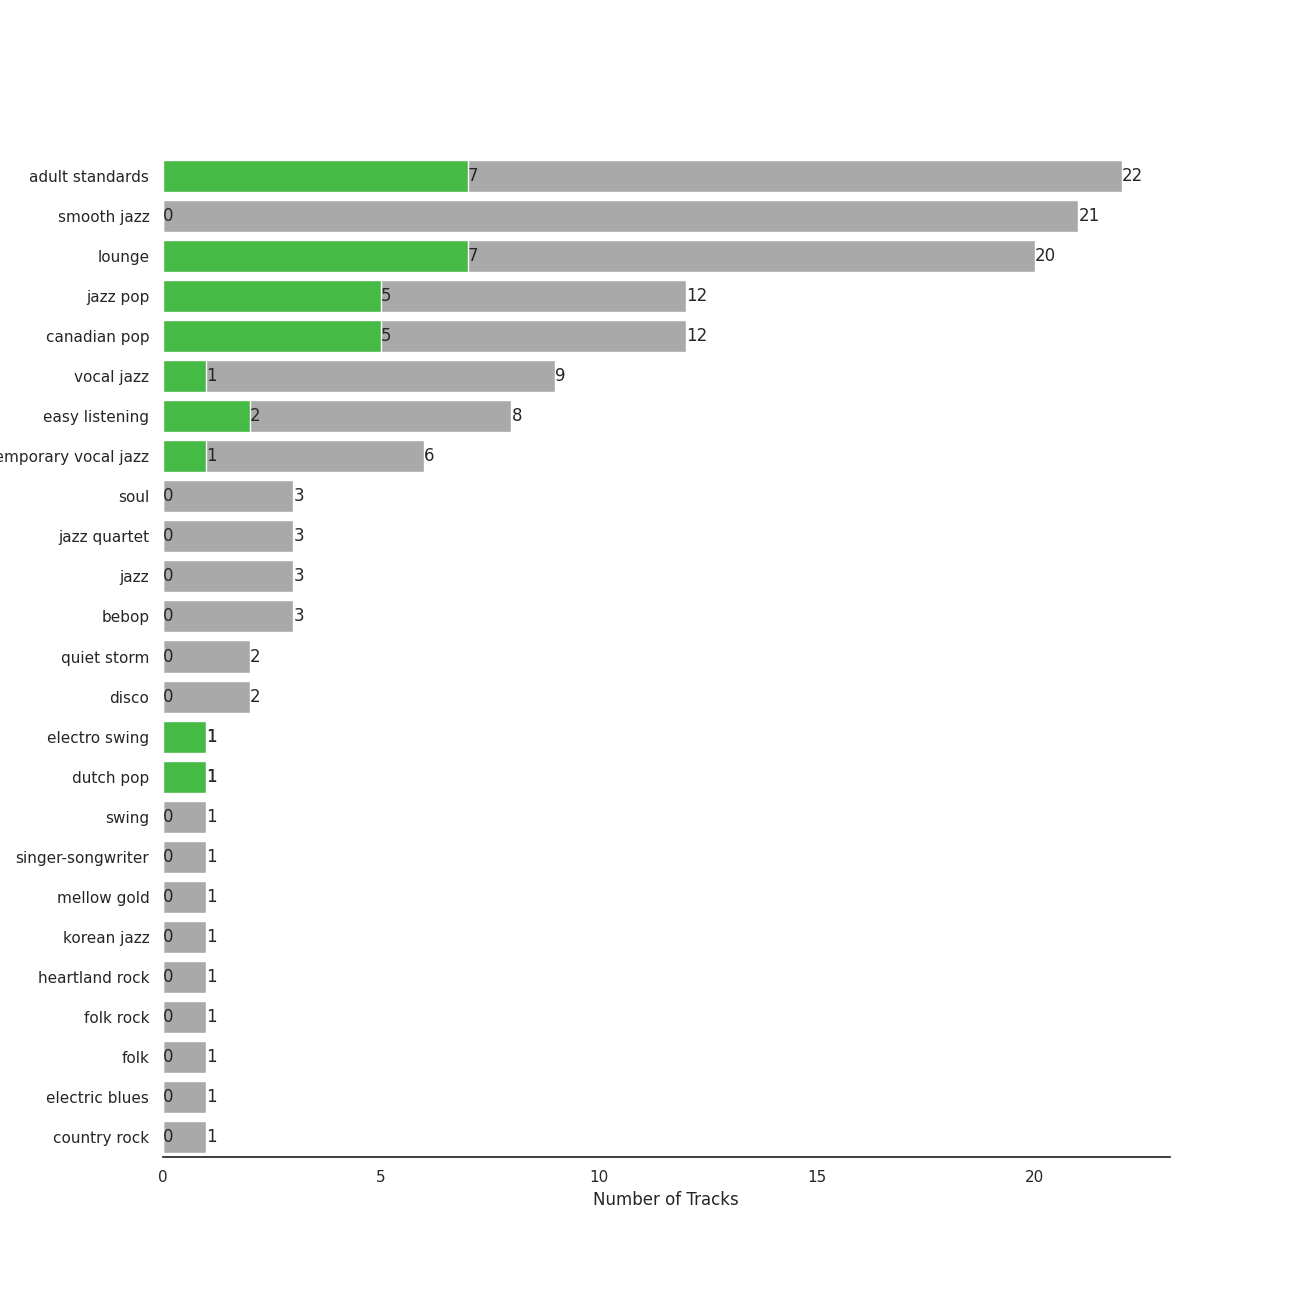 adult standards 7 22
smooth jazz 0 21
lounge 7 20
jazz pop 5 12
canadian pop 5 12
vocal jazz 1 9
easy listening 2 8
emporary vocal jazz 1 6
soul 0 3
jazz quartet 0 3
jazz 0 3
bebop 0 3
quiet storm 0 2
disco 0 2
electro swing 1
dutch pop 1
swing 0 1
singer-songwriter 0 1
mellow gold 0 1
korean jazz 0 1
heartland rock 0 1
folk rock 0 1
folk 0 1
electric blues 0 1
country rock 0 1
0 5 10 15 20
Number of Tracks